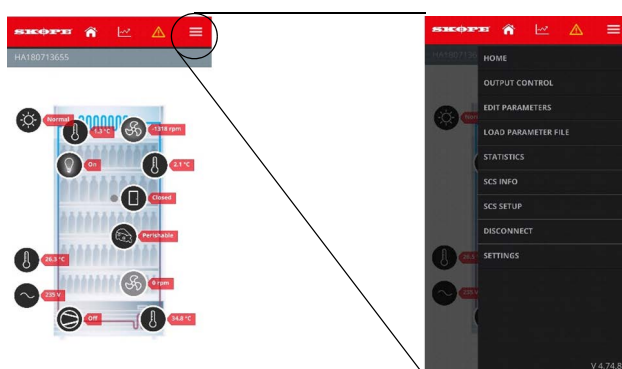 SKOPE
HA180713655
Normal
1.3 °C
-1318 rpm
On
2.1 °C
Closed
Perishable
26.3 °C
235 V
0 rpm
Off
34.8 °C
SKOPE
HOME
OUTPUT CONTROL
EDIT PARAMETERS
LOAD PARAMETER FILE
STATISTICS
SCS INFO
SCS SETUP
DISCONNECT
SETTINGS
V 4.74.8